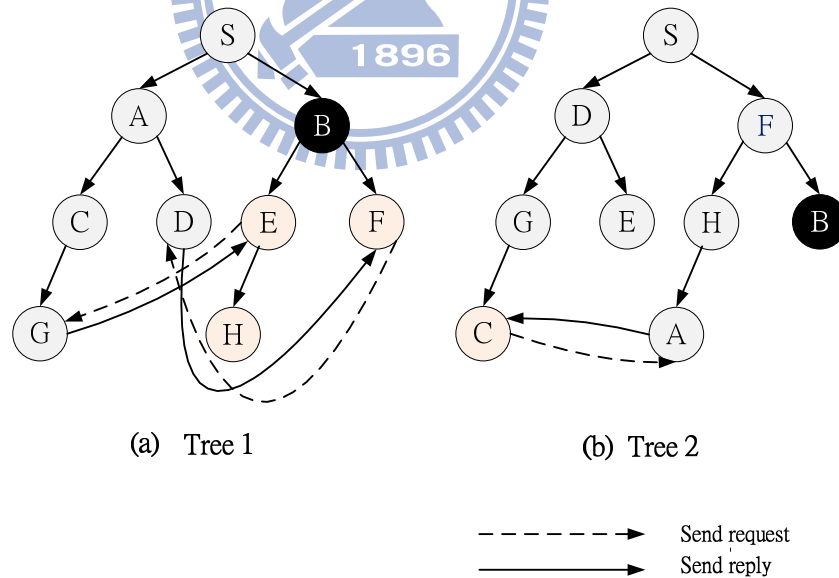 S
A
B
C
D
E
F
G
H
(a) Tree 1
S
D
F
G
E
H
B
C
A
(b) Tree 2
1896
Send request
Send reply